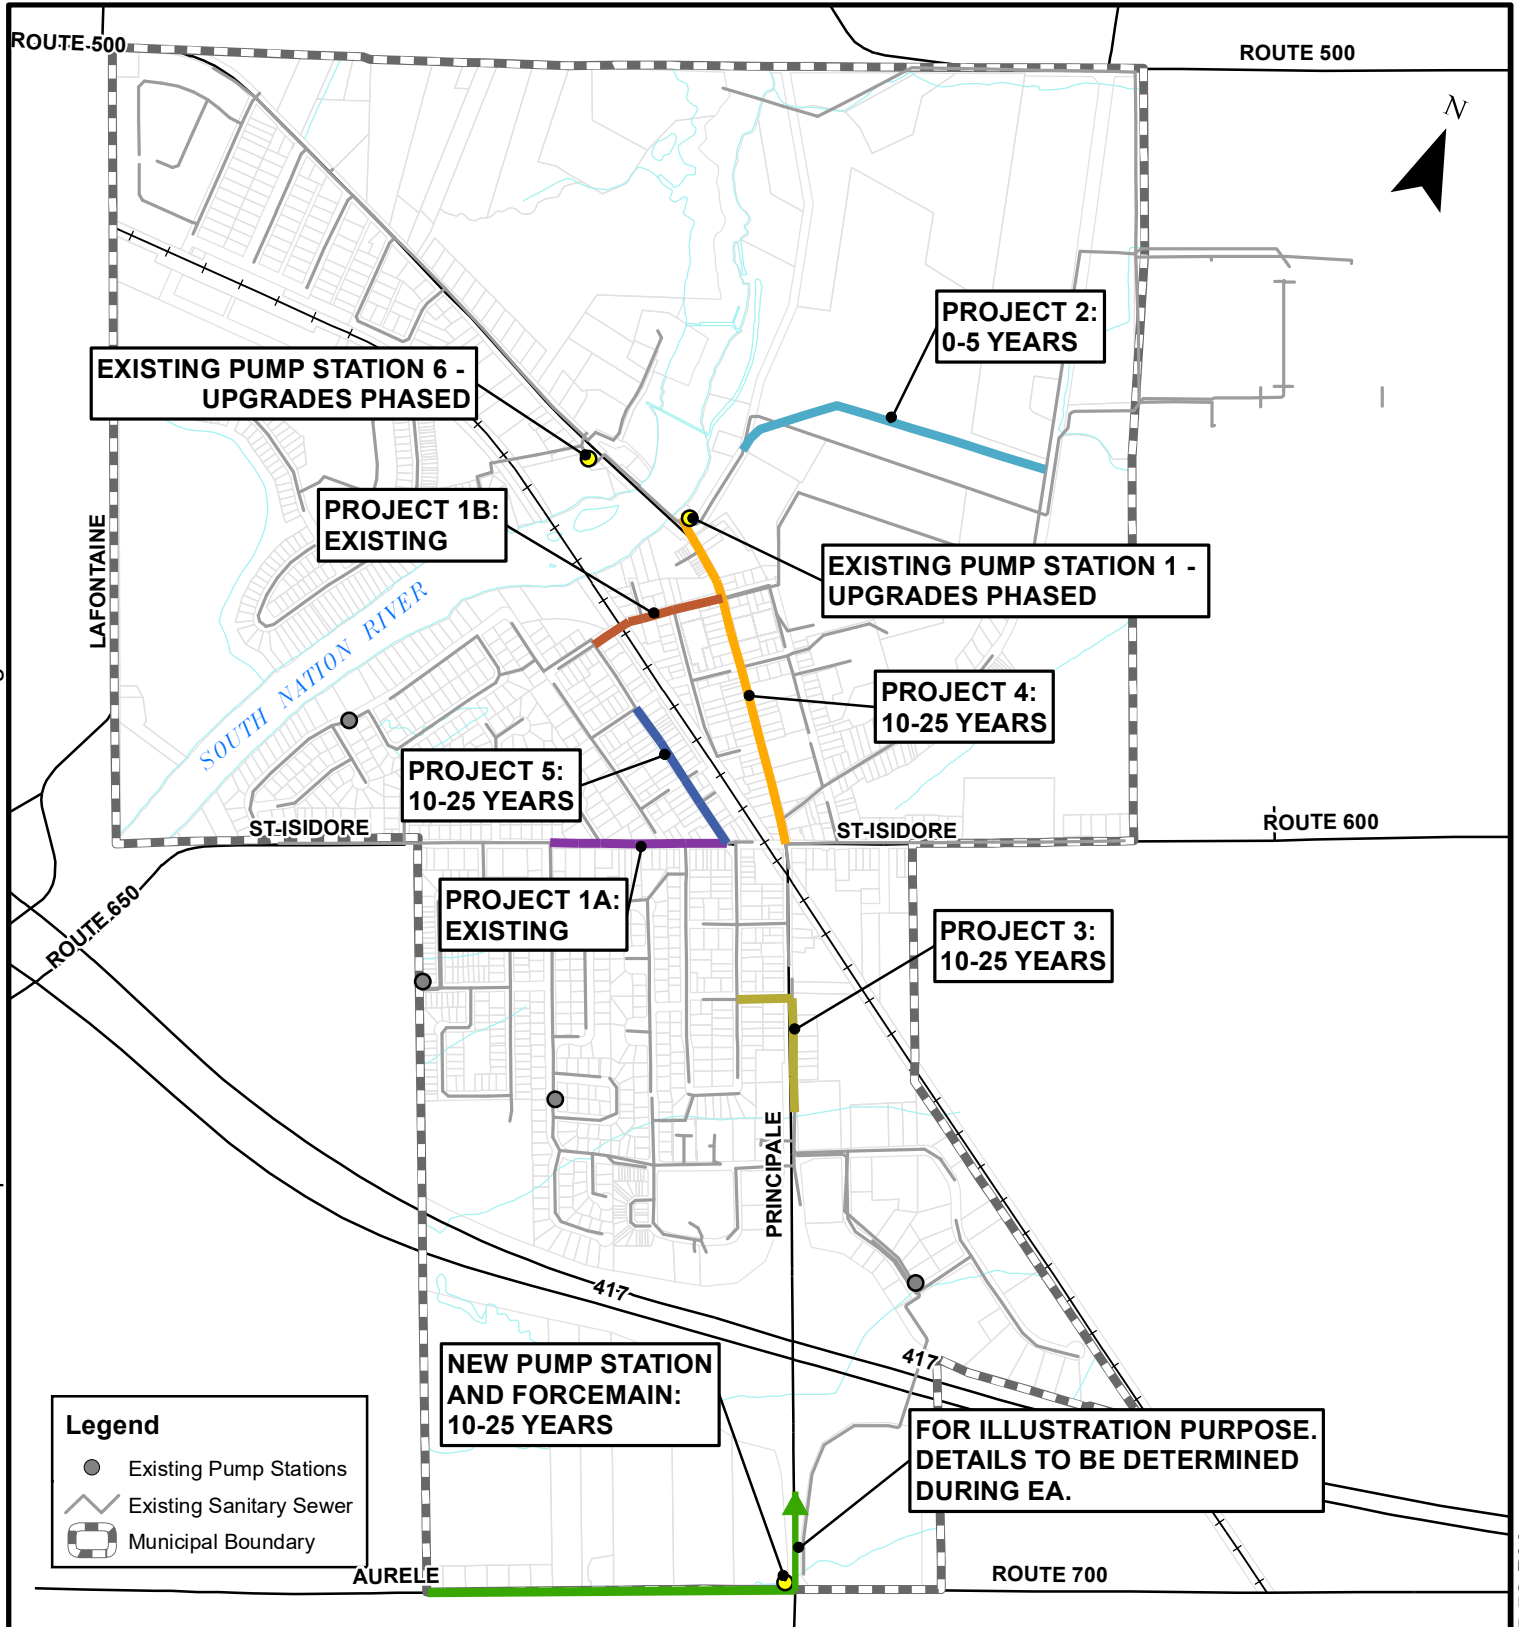 ROUTE 500
ROUTE 500
N
PROJECT 2:
0-5 YEARS
EXISTING PUMP STATION 6 -
UPGRADES PHASED
PROJECT 1B:
EXISTING
LAFONTAINE
EXISTING PUMP STATION 1 -
UPGRADES PHASED
SOUTH NATION RIVER
PROJECT 4:
10-25 YEARS
PROJECT 5:
10-25 YEARS
ST-ISIDORE
ST-ISIDORE
ROUTE 600
ROUTE 650
PROJECT 1A:
EXISTING
PROJECT 3:
10-25 YEARS
PRINCIPALE
417
417
NEW PUMP STATION
AND FORCEMAIN:
10-25 YEARS
FOR ILLUSTRATION PURPOSE.
DETAILS TO BE DETERMINED
DURING EA.
Legend
Existing Pump Stations
Existing Sanitary Sewer
Municipal Boundary
AURELE
ROUTE 700